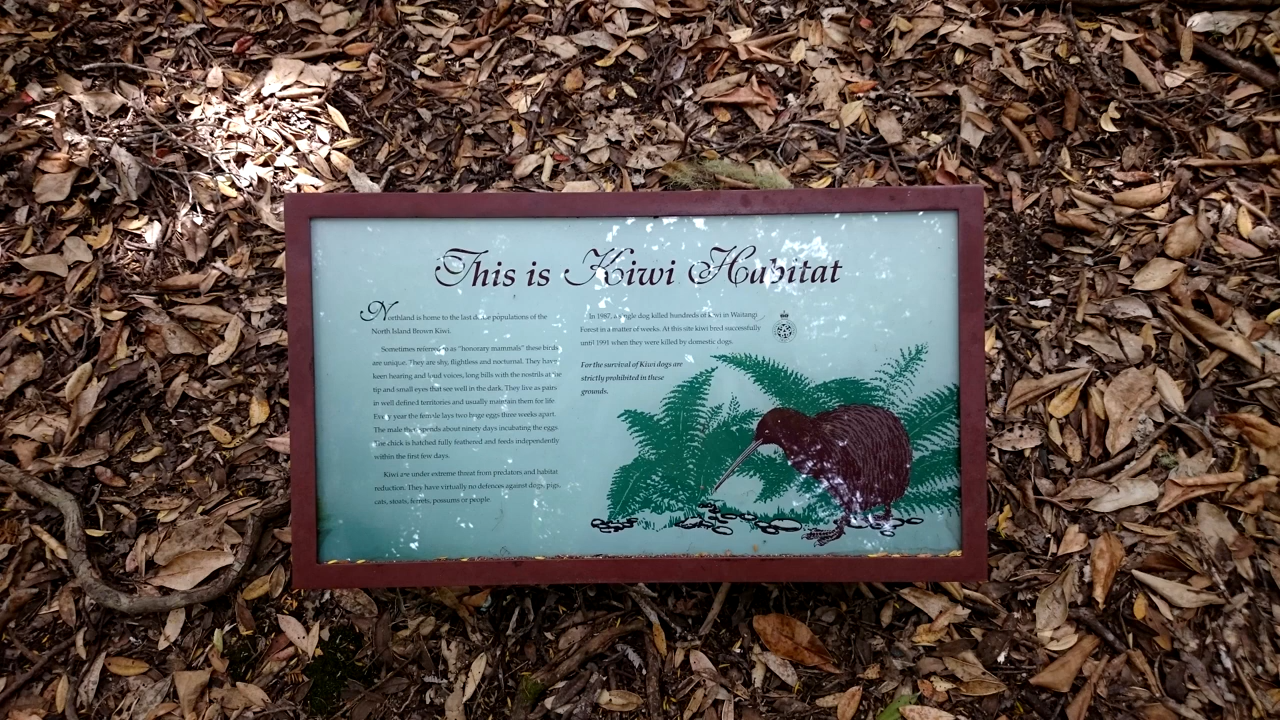 This is Kiwi Habitat
Northland is home to the last of the populations of the
North Island Brown Kiwi.
Sometimes referred to as "honorary mammals" these birds
are unique. They are shy, flightless and nocturnal. They have
keen hearing and loud voices, long bills with the nostrils at the
tip and small eyes that see well in the dark. They live as pairs
in well defined territories and usually maintain them for life.
Every year the female lays two huge eggs three weeks apart.
The male then spends about ninety days incubating the eggs.
The chick is hatched fully feathered and feeds independently
within the first few days.
Kiwi are under extreme threat from predators and habitat
reduction. They have virtually no defences against dogs, pigs,
cats, stoats, ferrets, possums or people
In 1987, a single dog killed hundreds of Kiwi in Waitangi
Forest in a matter of weeks. At this site kiwi bred successfully
until 1991 when they were killed by domestic dogs.
For the survival of Kiwi dogs are
strictly prohibited in these
grounds.